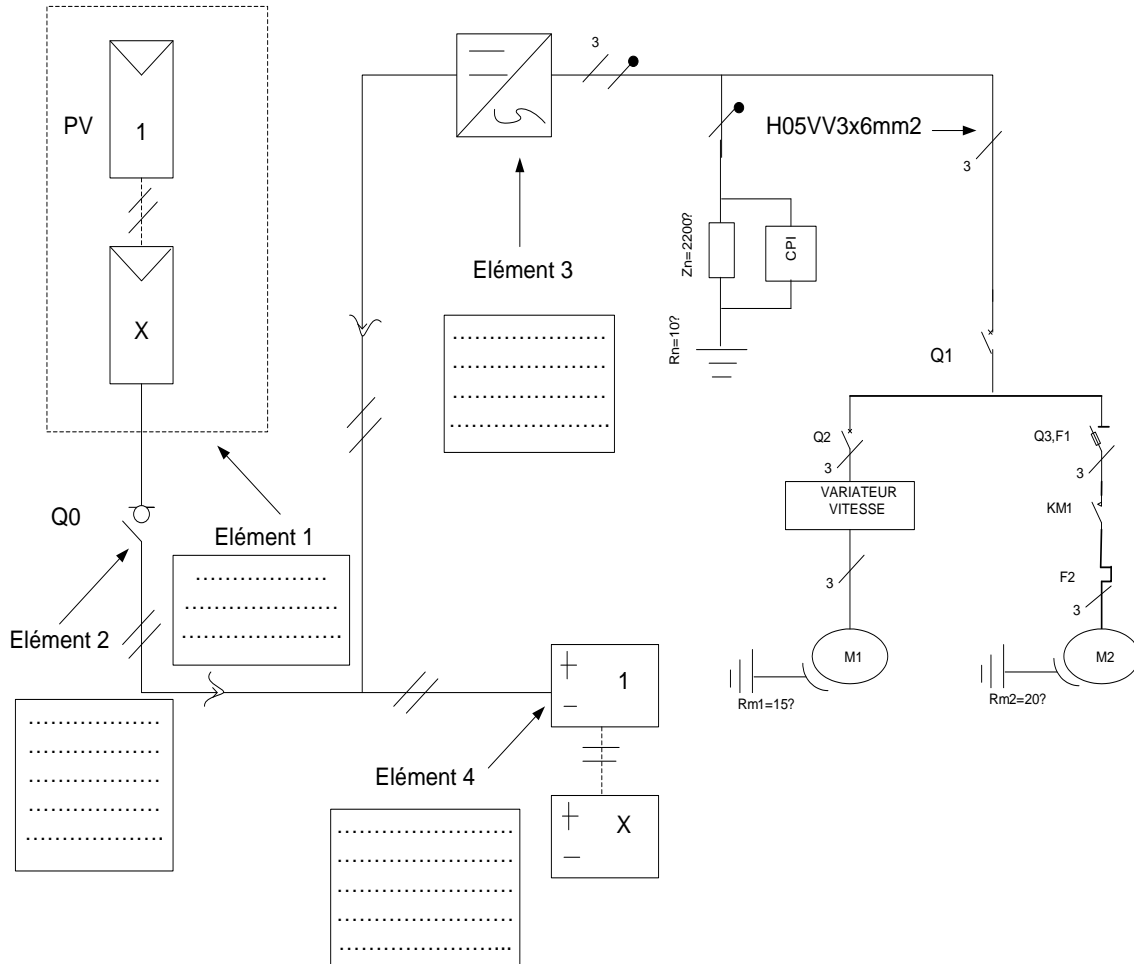 PV
1
X
Q0
Elément 2
..................
..................
..................
..................
...................
Elément 1
..................
.....................
......................
3
Elément 3
........................
........................
........................
.........................
H05VV3x6mm2
3
Zn=2200?
CPI
Rn=10?
Q1
Q2
3
VARIATEUR
VITESSE
3
M1
Rm1=15?
Q3,F1
3
KM1
F2
3
M2
Rm2=20?
Elément 4
+
-
1
+
-
X
............................
............................
............................
............................
............................